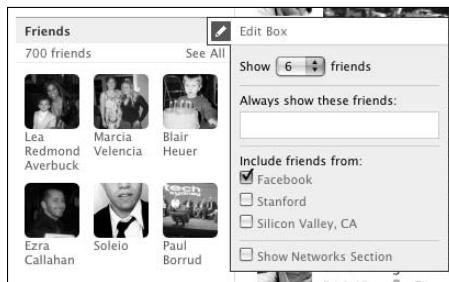 Friends
700 friends See All
Lea Redmond Averbuck
Marcia Velencia
Blair Heuer
Ezra Callahan
Soleio
Paul Borrud
Edit Box
Show 6 friends
Always show these friends:
Include friends from:
Facebook
Stanford
Silicon Valley, CA
Show Networks Section